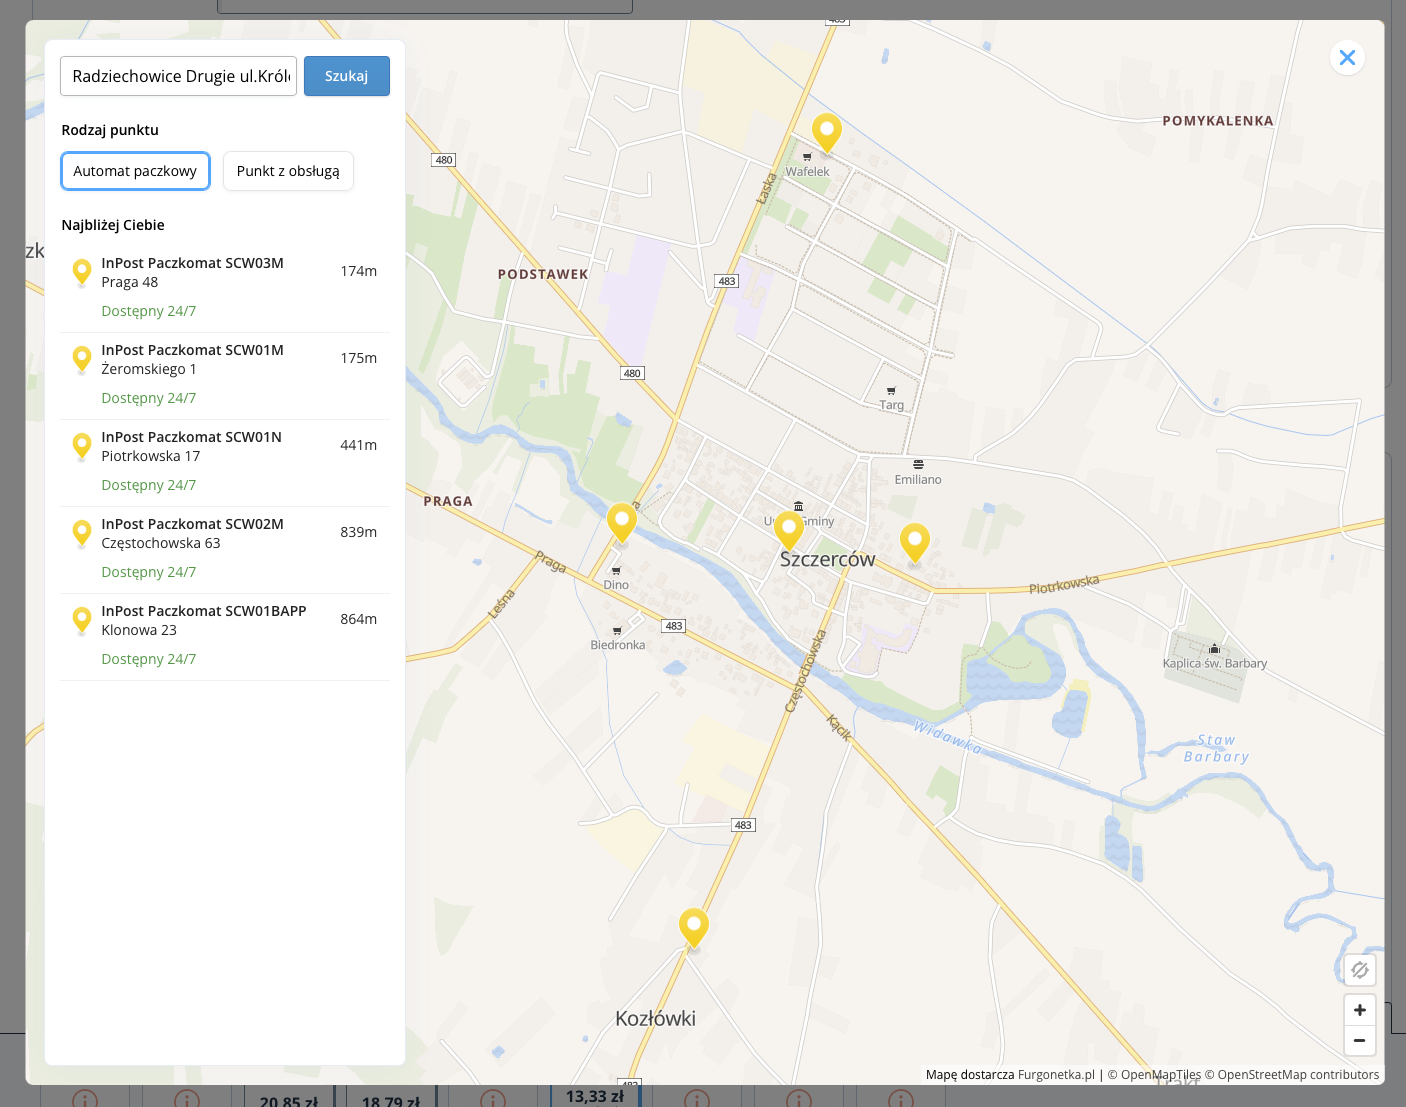 Radziechowice Drugie ul.Król
Szukaj
Rodzaj punktu
Automat paczkowy
Punkt z obsługą
Najbliżej Ciebie
InPost Paczkomat SCW03M
174m
Praga 48
Dostępny 24/7
InPost Paczkomat SCW01M
175m
Żeromskiego 1
Dostępny 24/7
InPost Paczkomat SCW01N
441m
Piotrkowska 17
Dostępny 24/7
InPost Paczkomat SCW02M
839m
Częstochowska 63
Dostępny 24/7
InPost Paczkomat SCW01BAPP
864m
Klonowa 23
Dostępny 24/7
483
POMYKALENKA
480
Wafelek
Łaska
zk
PODSTAWEK
483
480
Targ
Emiliano
PRAGA
Gminy
Szczerców
Praga
Dino
Piotrkowska
Leśna
483
Biedronka
Kaplica św. Barbary
Częstochowska
Kącik
Widawka
Staw
Barbary
483
Kozłówki
483
Mapę dostarcza Furgonetka.pl | © OpenMapTiles © OpenStreetMap contributors
20,85 zł
18,79 zł
13,33 zł